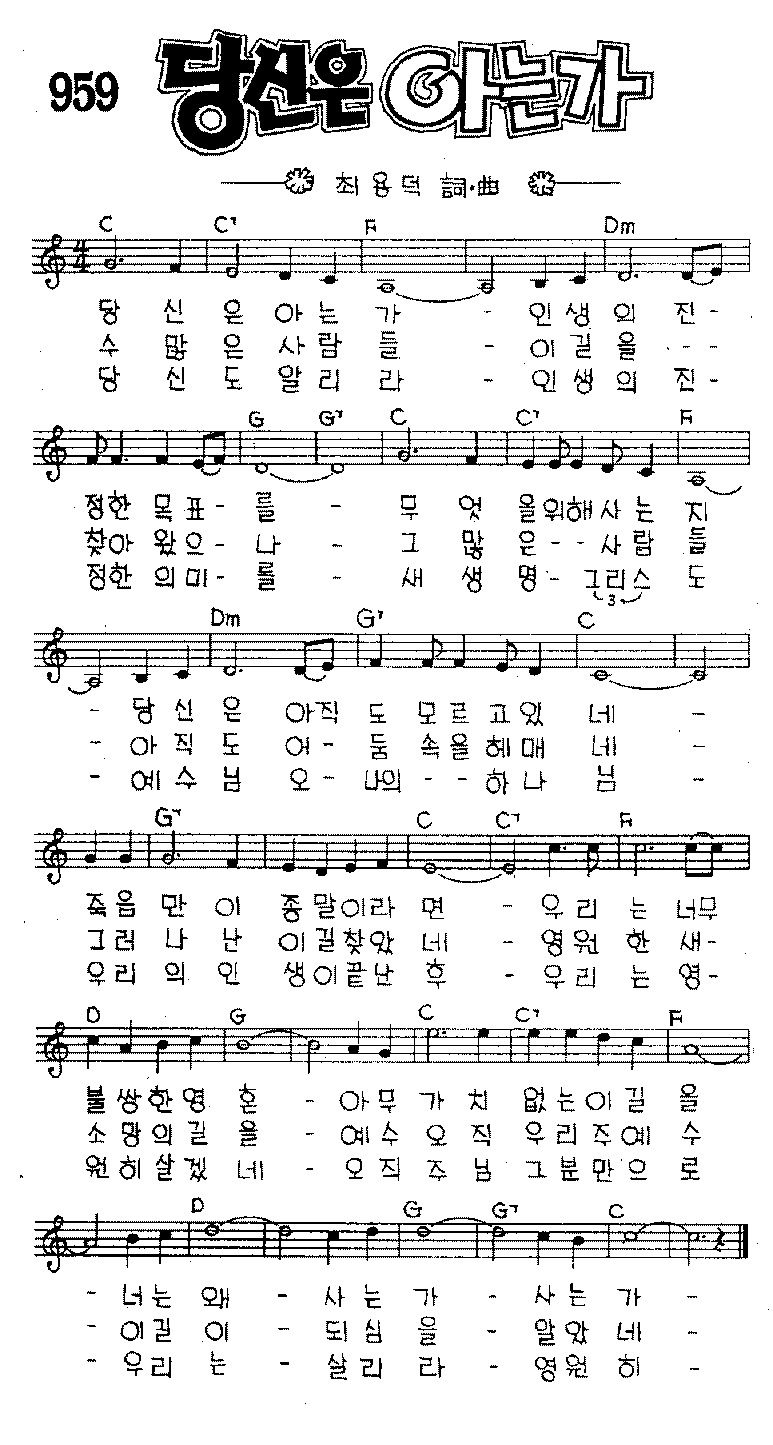 959 당신은 아는가
최용덕 詞·曲
C C7 F Dm
4/4
당 신 은 아 는 가 - 인 생 의 진-
수 많 은 사 람 들 - 이 길 을 --
당 신 도 알 리 라 - 인 생 의 진-
G G7 C C7 F
정한 목표- 를 - 무 엇 을위해사는 지
찾아 왔으- 나 - 그 많 은-- 사람 들
정한 의미- 를 - 새 생 명- 그리스 도
3
Dm G7 C
- 당 신 은 아직 도 모르고있 네 -
- 아 직 도 어- 둠 속을헤매 네 -
- 예 수 님 오- 나의 -- 하나 님 -
G7 C C7 F
죽음 만 이 종말이라 면 - 우 리 는 너무
그러 나 난 이길찾았 네 - 영원 한 새-
우리 의 인 생이끝난 후 - 우 리 는 영-
D G C C7 F
불쌍한영 혼 - 아무 가 치 없는이길 을
소망의길 을 - 예수 오 직 우리주예 수
원히살겠 네 - 오직 주 님 그분만으 로
D G G7 C
- 너는 왜 - 사 는 가 - 사는 가 -
- 이길 이 - 되 심 을 - 알았 네 -
- 우리 는 - 살 리 라 - 영원 히 -